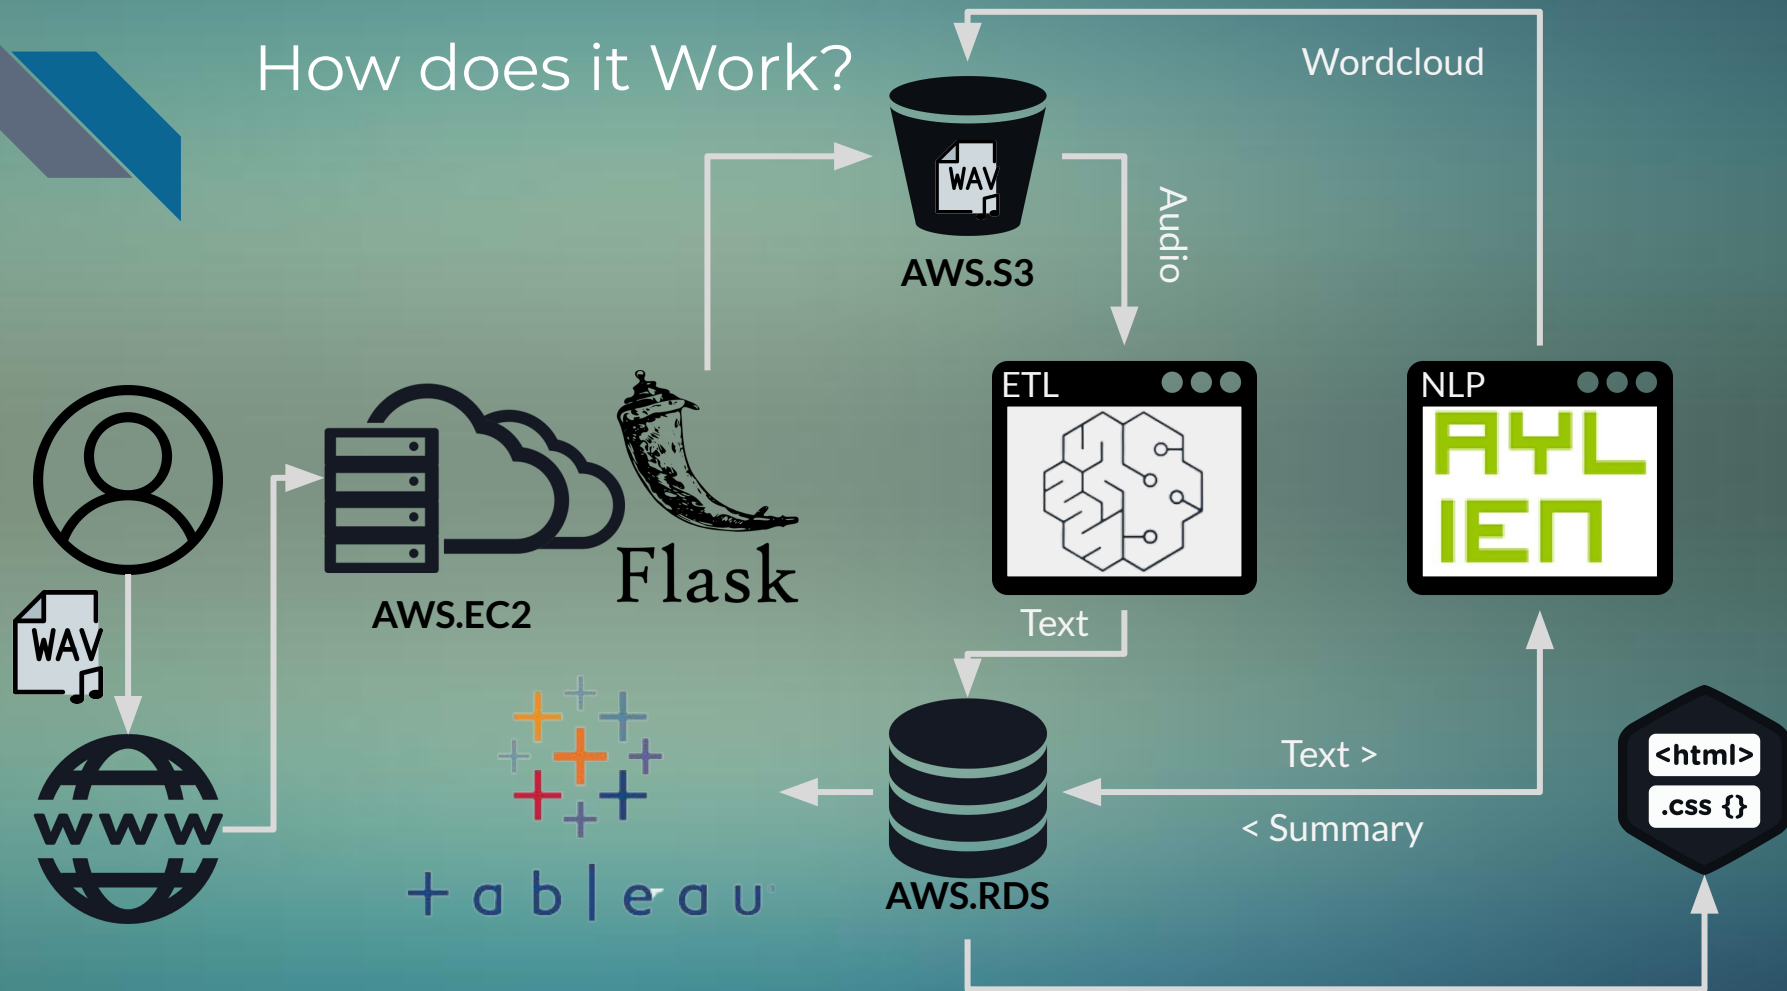 How does it Work?
Wordcloud
WAV
Audio
AWS.S3
ETL
NLP
AYL
IEN
Flask
AWS.EC2
WAV
Text
Text >
< Summary
<html>
.css {}
www
tableau
AWS.RDS